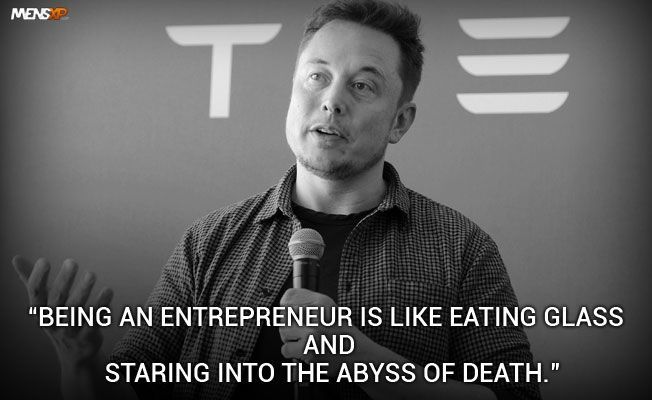 MENSXP
T E
“BEING AN ENTREPRENEUR IS LIKE EATING GLASS
AND
STARING INTO THE ABYSS OF DEATH.”